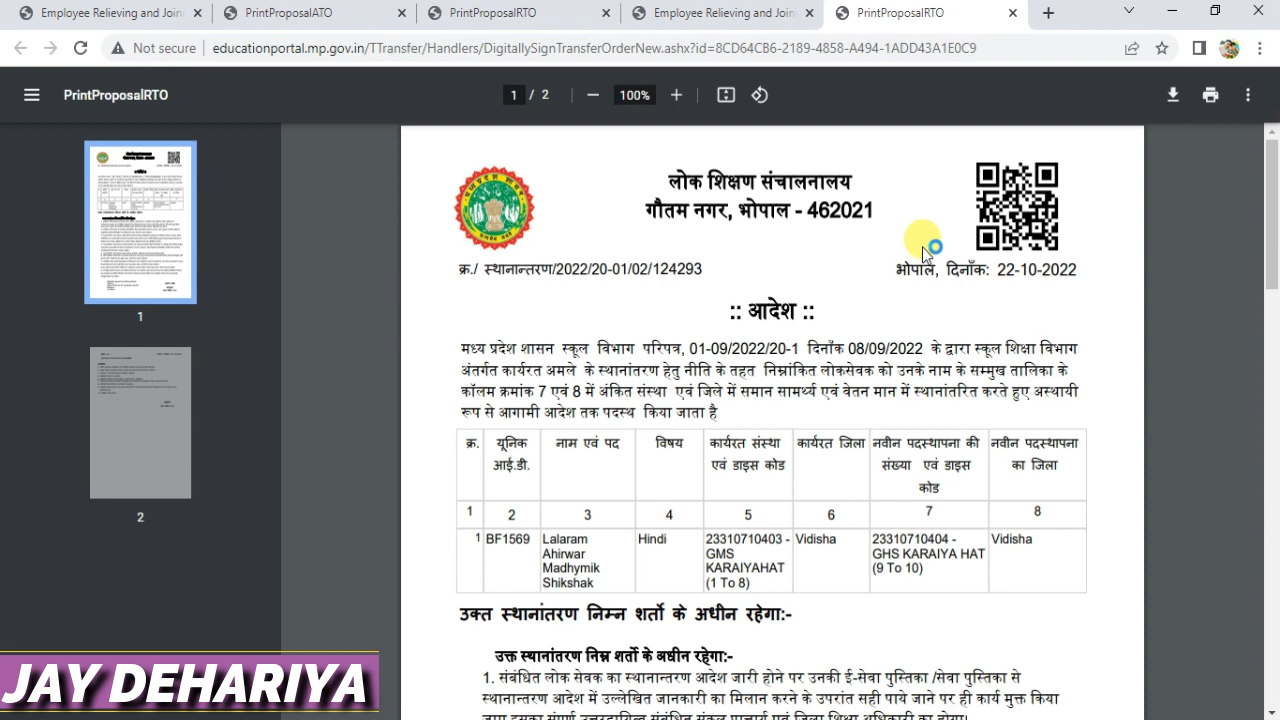 Employee Relieving and Joini
PrintProposalATO
PrintProposalRTO
Employee Relieving and Joini
PrintProposalRTO
Not secure
educationportal.mp.gov.in/TTransfer/Handlers/DigitallySignTransferOrderNew.ashx?id=8CD64CB6-2189-4858-A494-1ADD43A1E0C9
PrintProposalRTO
1 / 2
100%
1
2
लोक शिक्षण संचालनालय
गौतम नगर, भोपाल - 462021
क्र./ स्थानान्तरण/2022/20-01/02/124293
भोपाल, दिनाँक: 22-10-2022
:: आदेश ::
मध्य प्रदेश शासन स्कूल विभाग परिपत्र, 01-09/2022/20-1 दिनाँक 08/09/2022 के द्वारा स्कूल शिक्षा विभाग
अंतर्गत कार्यरत अमले के स्थानांतरण हेतु नीति के तहत निम्नांकित लोकसेवक को उनके नाम के सम्मुख तालिका के
कॉलम क्रमांक 7 एवं 8 में अंकित संस्था एवं जिले में समान सामर्थ्य एवं वेतन मान में स्थानांतरित करते हुए अस्थायी
रूप से आगामी आदेश तक पदस्थ किया जाता है
क्र. यूनिक आई.डी. नाम एवं पद विषय कार्यरत संस्था एवं डाइस कोड कार्यरत जिला नवीन पदस्थापना की संख्या एवं डाइस कोड नवीन पदस्थापना का जिला
1 2 3 4 5 6 7 8
1 BF1569 Lalaram Ahirwar Madhymik Shikshak Hindi 23310710403 - GMS KARAIYAHAT (1 To 8) Vidisha 23310710404 - GHS KARAIYA HAT (9 To 10) Vidisha
उक्त स्थानांतरण निम्न शर्तो के अधीन रहेगा:-
उक्त स्थानांतरण निम्न शर्तो के अधीन रहेगा:-
1. संबंधित लोक सेवक का स्थानान्तरण आदेश जारी होने पर उनकी ई-सेवा पुस्तिका /सेवा पुस्तिका से
स्थानान्तरण आदेश में उल्लेखित जानकारी का मिलान करने के उपरांत सही पाये जाने पर ही कार्य मुक्त किया
JAY DEHARIYA